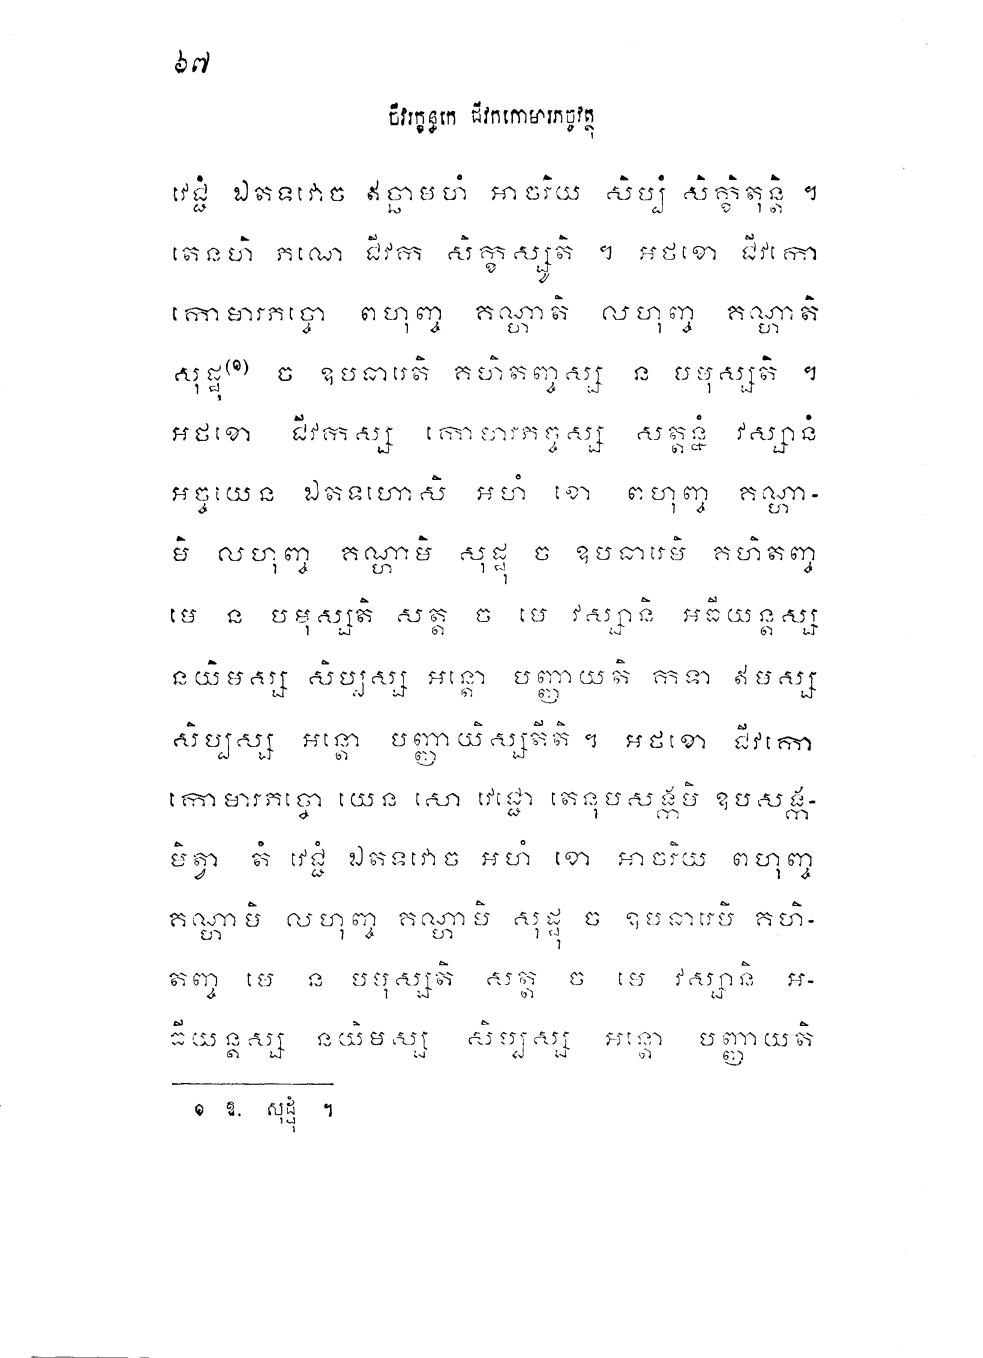 ៦៧
ចីវរក្ខន្ធកេ ជីវកកោមារភច្ចវត្ថុ
វេជ្ជំ ឯតទវោច ឥច្ឆាមហំ អាចរិយ សិប្បំ សិក្ខិតុន្តិ ។
តេនហិ ភណេ ជីវក សិក្ខស្សូតិ ។ អថខោ ជីវកោ
កោមារភច្ចោ ពហុញ្ច គណ្ហាតិ លហុញ្ច គណ្ហាតិ
សុដ្ឋុ(១) ច ឧបធារេតិ គហិតញ្ចស្ស ន បមុស្សតិ ។
អថខោ ជីវកស្ស កោមារភច្ចស្ស សត្តន្នំ វស្សានំ
អច្ចយេន ឯតទហោសិ អហំ ខោ ពហុញ្ច គណ្ហា-
មិ លហុញ្ច គណ្ហាមិ សុដ្ឋុ ច ឧបធារេមិ គហិតញ្ច
មេ ន បមុស្សតិ សត្ត ច មេ វស្សានិ អធីយន្តស្ស
នយិមស្ស សិប្បស្ស អន្តោ បញ្ញាយតិ កទា ឥមស្ស
សិប្បស្ស អន្តោ បញ្ញាយិស្សតីតិ ។ អថខោ ជីវកោ
កោមារភច្ចោ យេន សោ វេជ្ជោ តេនុបសង្កមិ ឧបសង្ក-
មិត្វា តំ វេជ្ជំ ឯតទវោច អហំ ខោ អាចរិយ ពហុញ្ច
គណ្ហាមិ លហុញ្ច គណ្ហាមិ សុដ្ឋុ ច ឧបធារេមិ គហិ-
តញ្ច មេ ន បមុស្សតិ សត្ត ច មេ វស្សានិ អ-
ធីយន្តស្ស នយិមស្ស សិប្បស្ស អន្តោ បញ្ញាយតិ
១ ឱ. សុដ្ឋុំ ។